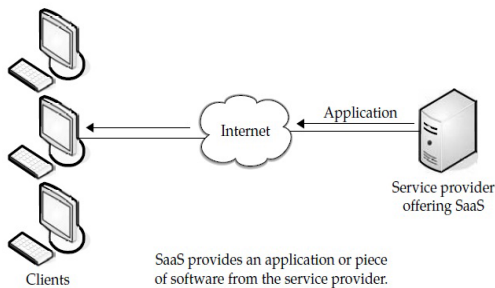 Application
Internet
Service provider
offering SaaS
Clients
SaaS provides an application or piece
of software from the service provider.